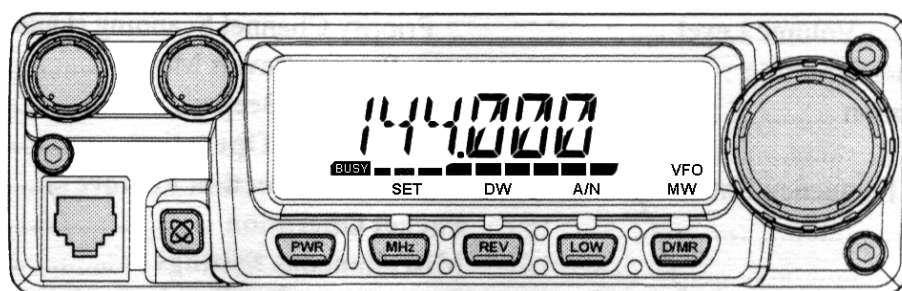 144.000
BUSY
VFO
SET DW A/N MW
PWR MHz REV LOW D/MR